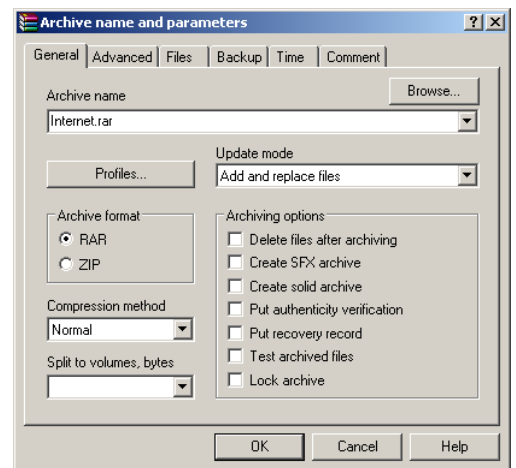 Archive name and parameters
General Advanced Files Backup Time Comment
Archive name
Browse...
Internet.rar
Update mode
Profiles...
Add and replace files
Archive format
RAR
ZIP
Compression method
Normal
Split to volumes, bytes
Archiving options
Delete files after archiving
Create SFX archive
Create solid archive
Put authenticity verification
Put recovery record
Test archived files
Lock archive
OK Cancel Help